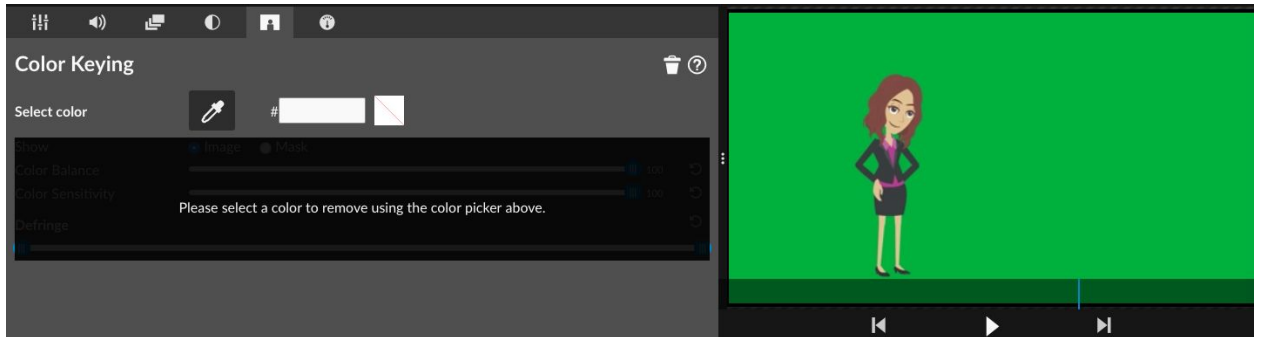 Color Keying
Select color #
Show Image Mask
Color Balance 100
Color Sensitivity 100
Please select a color to remove using the color picker above.
Defringe